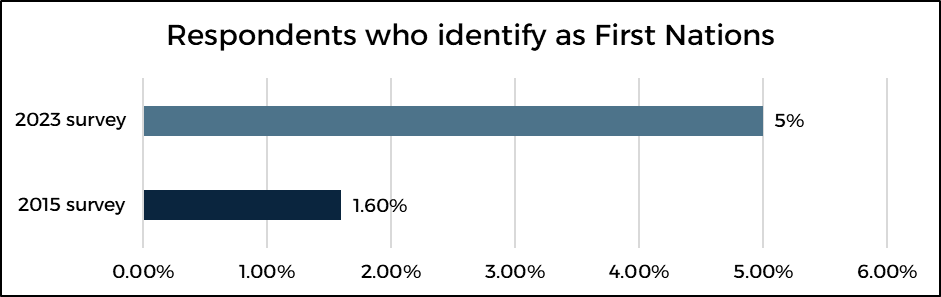 Respondents who identify as First Nations
2023 survey
5%
2015 survey
1.60%
0.00% 1.00% 2.00% 3.00% 4.00% 5.00% 6.00%